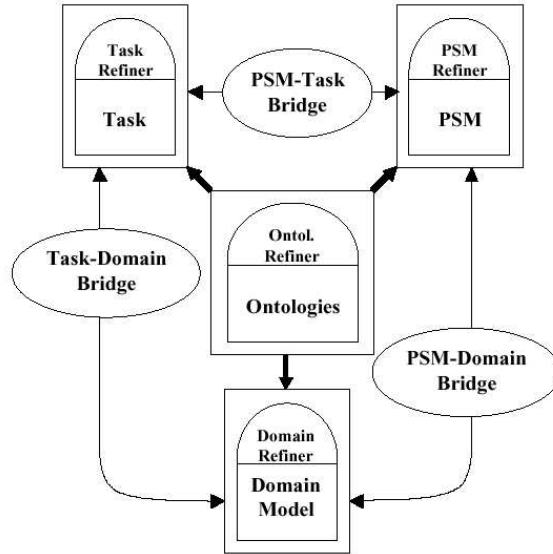 Task
Refiner
Task
PSM-Task
Bridge
PSM
Refiner
PSM
Task-Domain
Bridge
Ontol.
Refiner
Ontologies
PSM-Domain
Bridge
Domain
Refiner
Domain
Model